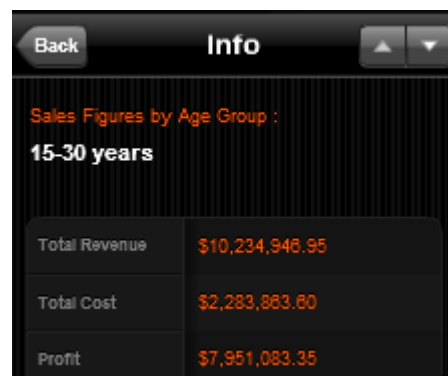 Back
Info
Sales Figures by Age Group :
15-30 years
Total Revenue $10,234,946.95
Total Cost $2,283,863.60
Profit $7,951,083.35